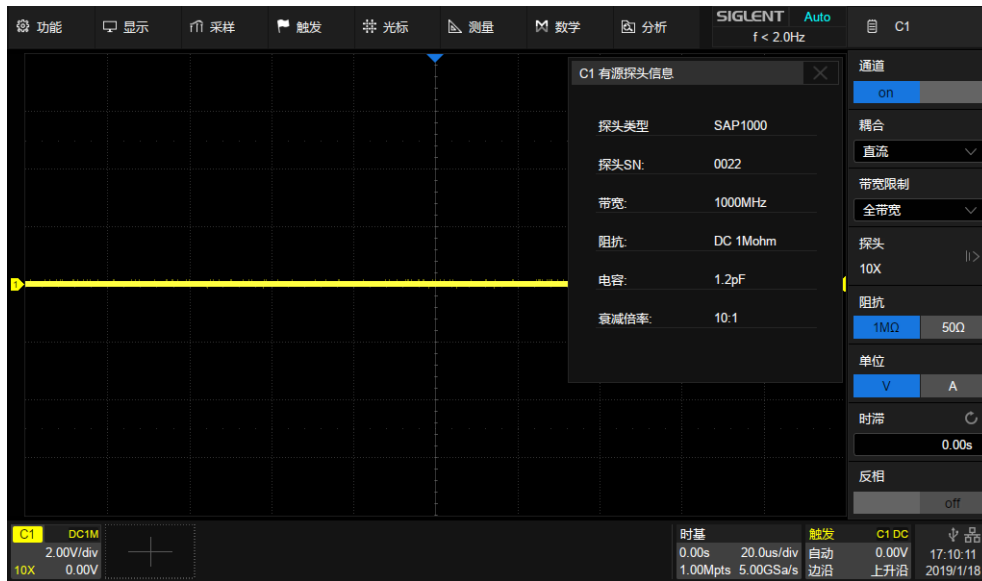 功能
显示
采样
触发
光标
测量
数学
分析
SIGLENT Auto
f < 2.0Hz
C1
C1 有源探头信息
探头类型 SAP1000
探头SN: 0022
带宽: 1000MHz
阻抗: DC 1Mohm
电容: 1.2pF
衰减倍率: 10:1
1
通道
on
耦合
直流
带宽限制
全带宽
探头
10X
阻抗
1MΩ 50Ω
单位
V A
时滞
0.00s
反相
off
C1 DC1M
2.00V/div
10X 0.00V
时基
0.00s 20.0us/div
1.00Mpts 5.00GSa/s
触发 C1 DC
自动 0.00V
边沿 上升沿
17:10:11
2019/1/18